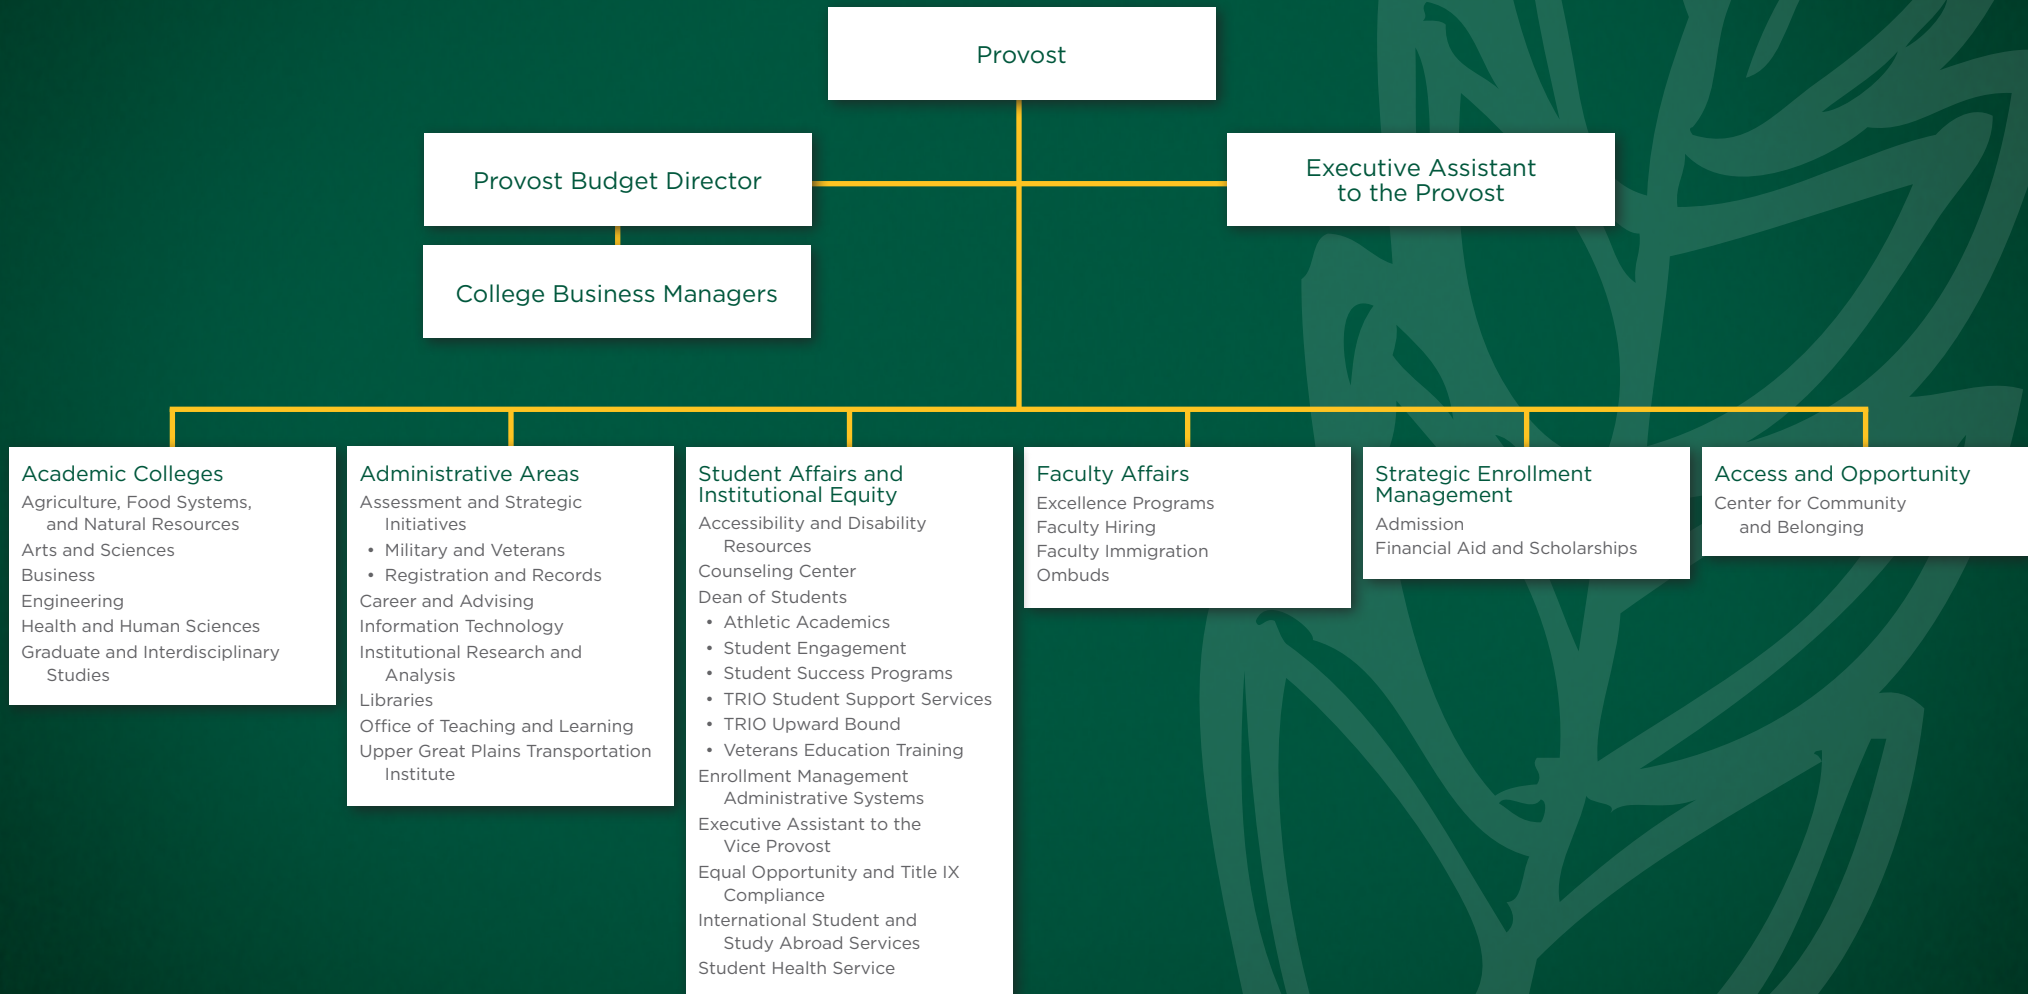 Provost
Provost Budget Director
Executive Assistant
to the Provost
College Business Managers
Academic Colleges
Agriculture, Food Systems,
and Natural Resources
Arts and Sciences
Business
Engineering
Health and Human Sciences
Graduate and Interdisciplinary
Studies
Administrative Areas
Assessment and Strategic
Initiatives
• Military and Veterans
• Registration and Records
Career and Advising
Information Technology
Institutional Research and
Analysis
Libraries
Office of Teaching and Learning
Upper Great Plains Transportation
Institute
Student Affairs and
Institutional Equity
Accessibility and Disability
Resources
Counseling Center
Dean of Students
• Athletic Academics
• Student Engagement
• Student Success Programs
• TRIO Student Support Services
• TRIO Upward Bound
• Veterans Education Training
Enrollment Management
Administrative Systems
Executive Assistant to the
Vice Provost
Equal Opportunity and Title IX
Compliance
International Student and
Study Abroad Services
Student Health Service
Faculty Affairs
Excellence Programs
Faculty Hiring
Faculty Immigration
Ombuds
Strategic Enrollment
Management
Admission
Financial Aid and Scholarships
Access and Opportunity
Center for Community
and Belonging